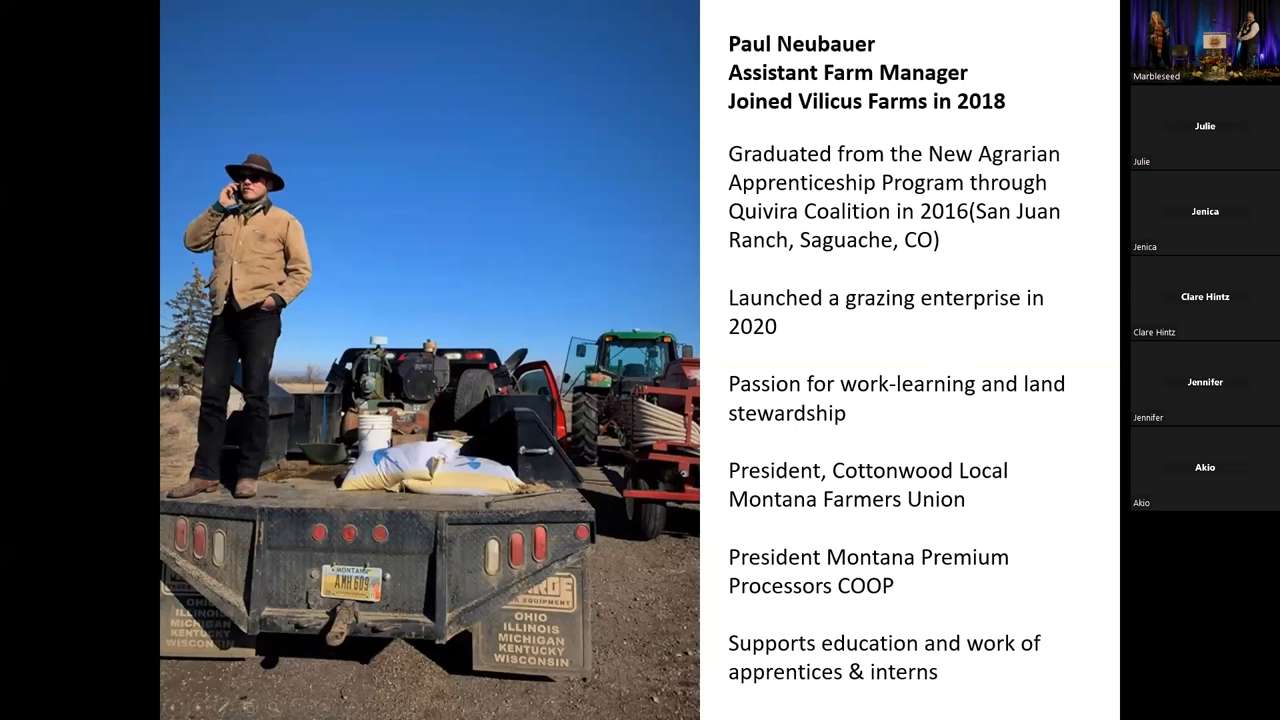 Paul Neubauer
Assistant Farm Manager
Joined Vilicus Farms in 2018
Graduated from the New Agrarian
Apprenticeship Program through
Quivira Coalition in 2016(San Juan
Ranch, Saguache, CO)
Launched a grazing enterprise in
2020
Passion for work-learning and land
stewardship
President, Cottonwood Local
Montana Farmers Union
President Montana Premium
Processors COOP
Supports education and work of
apprentices & interns
MONTANA
AMH 609
EQUIPMENT
OHIO
ILLINOIS
MICHIGAN
KENTUCKY
WISCONSIN
OHIO
ILLINOIS
MICHIGAN
KENTUCKY
WISCONSIN
Marbleseed
Julie
Julie
Jenica
Jenica
Clare Hintz
Clare Hintz
Jennifer
Jennifer
Akio
Akio